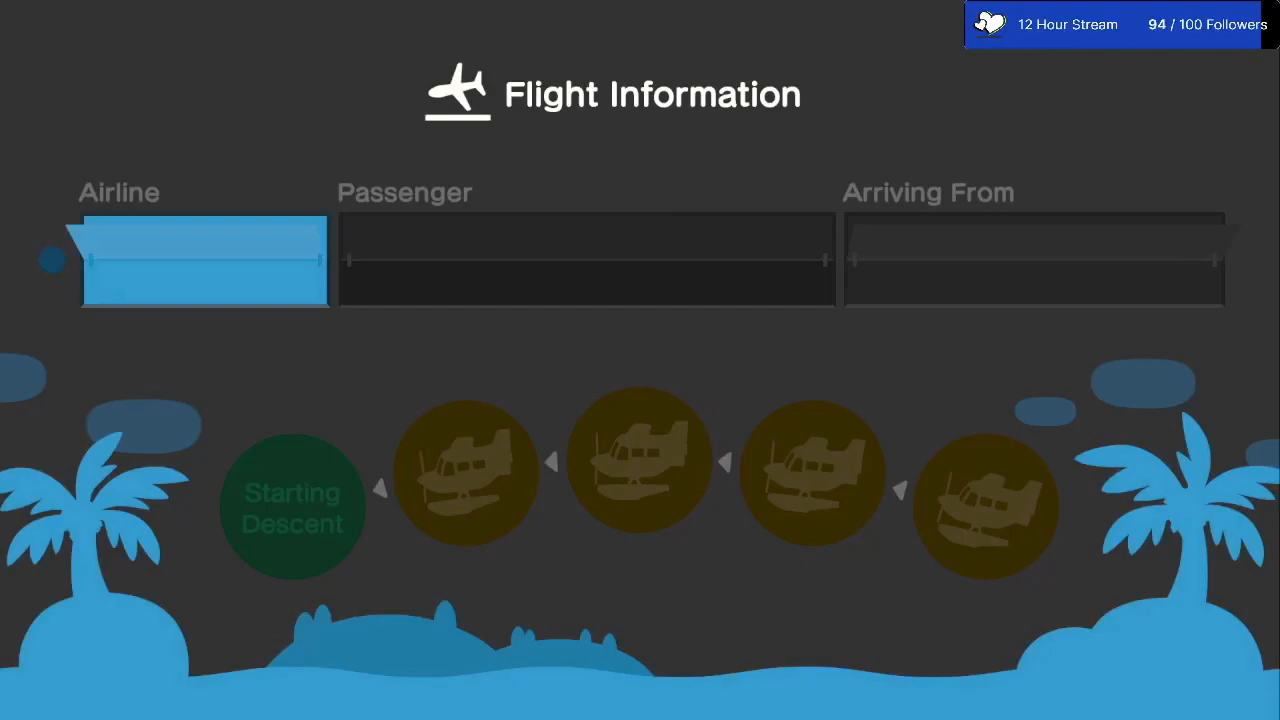 12 Hour Stream 94 / 100 Followers
Flight Information
Airline Passenger Arriving From
Starting
Descent